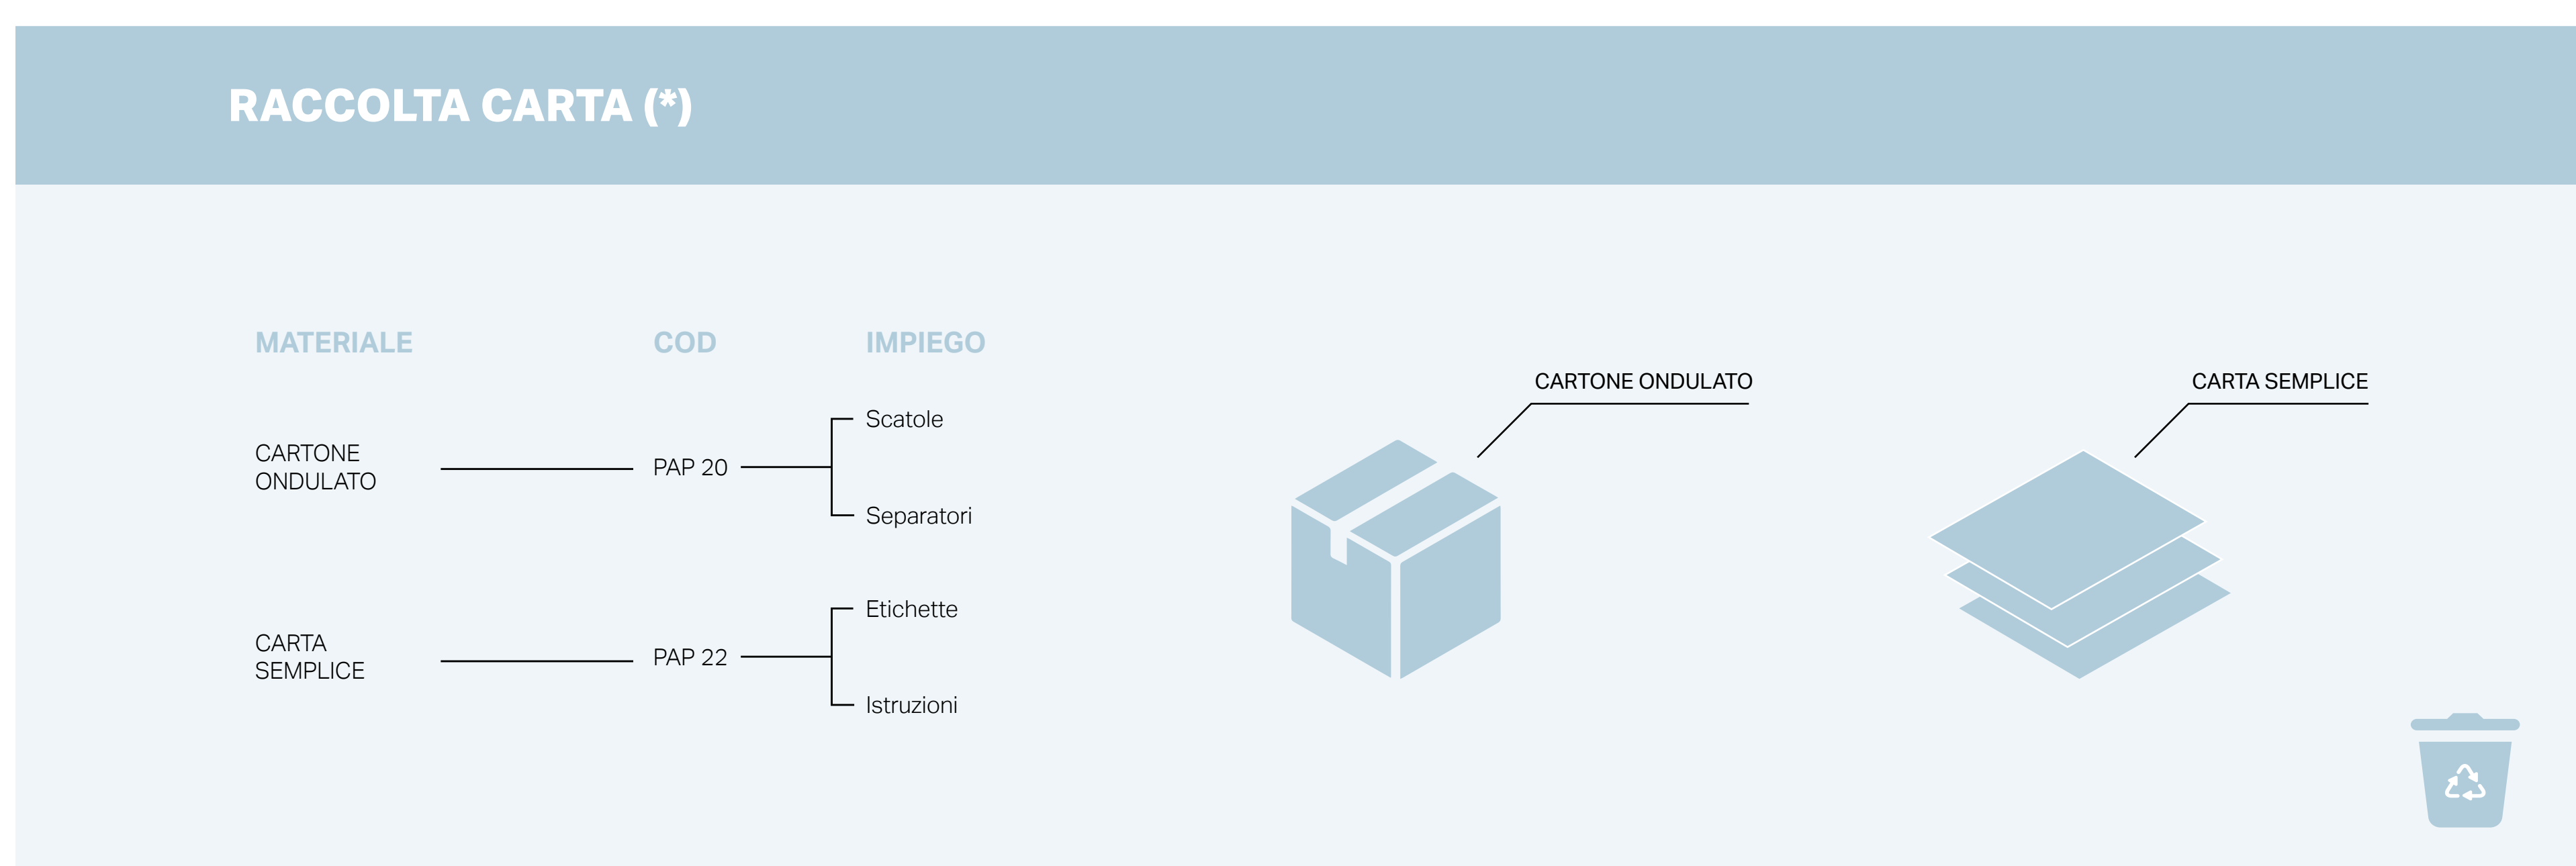 RACCOLTA CARTA (*)
MATERIALE
COD
IMPIEGO
CARTONE
ONDULATO
PAP 20
Scatole
Separatori
CARTA
SEMPLICE
PAP 22
Etichette
Istruzioni
CARTONE ONDULATO
CARTA SEMPLICE